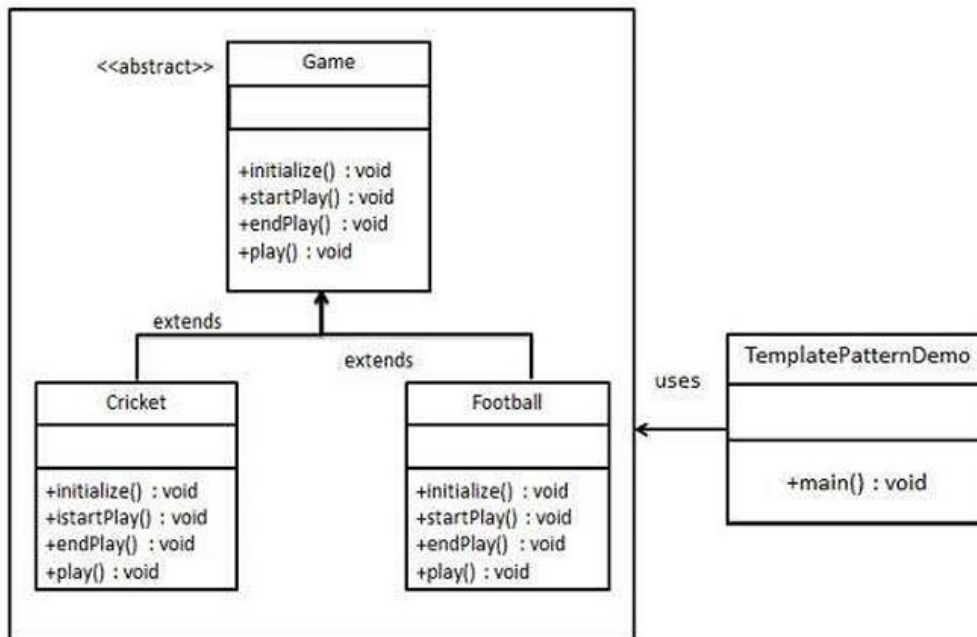 <<abstract>>
Game
+initialize() : void
+startPlay() : void
+endPlay() : void
+play() : void
extends
extends
Cricket
+initialize() : void
+istartPlay() : void
+endPlay() : void
+play() : void
Football
+initialize() : void
+startPlay() : void
+endPlay() : void
+play() : void
uses
TemplatePatternDemo
+main() : void